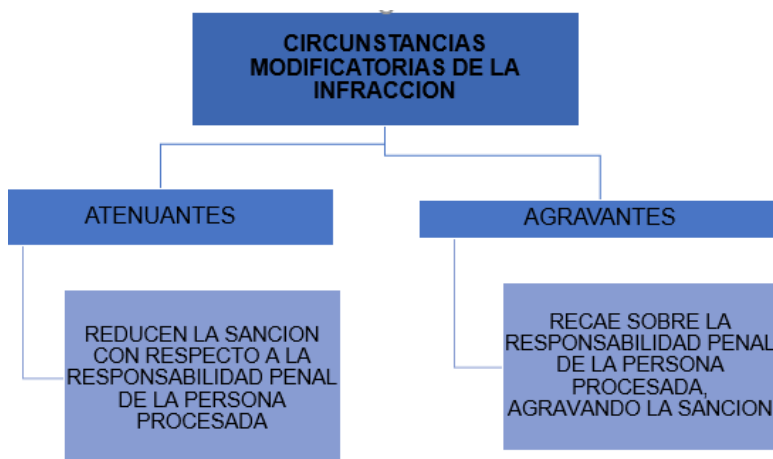 CIRCUNSTANCIAS
MODIFICATORIAS DE LA
INFRACCION
ATENUANTES
AGRAVANTES
REDUCEN LA SANCION
CON RESPECTO A LA
RESPONSABILIDAD PENAL
DE LA PERSONA
PROCESADA
RECAE SOBRE LA
RESPONSABILIDAD PENAL
DE LA PERSONA
PROCESADA,
AGRAVANDO LA SANCION